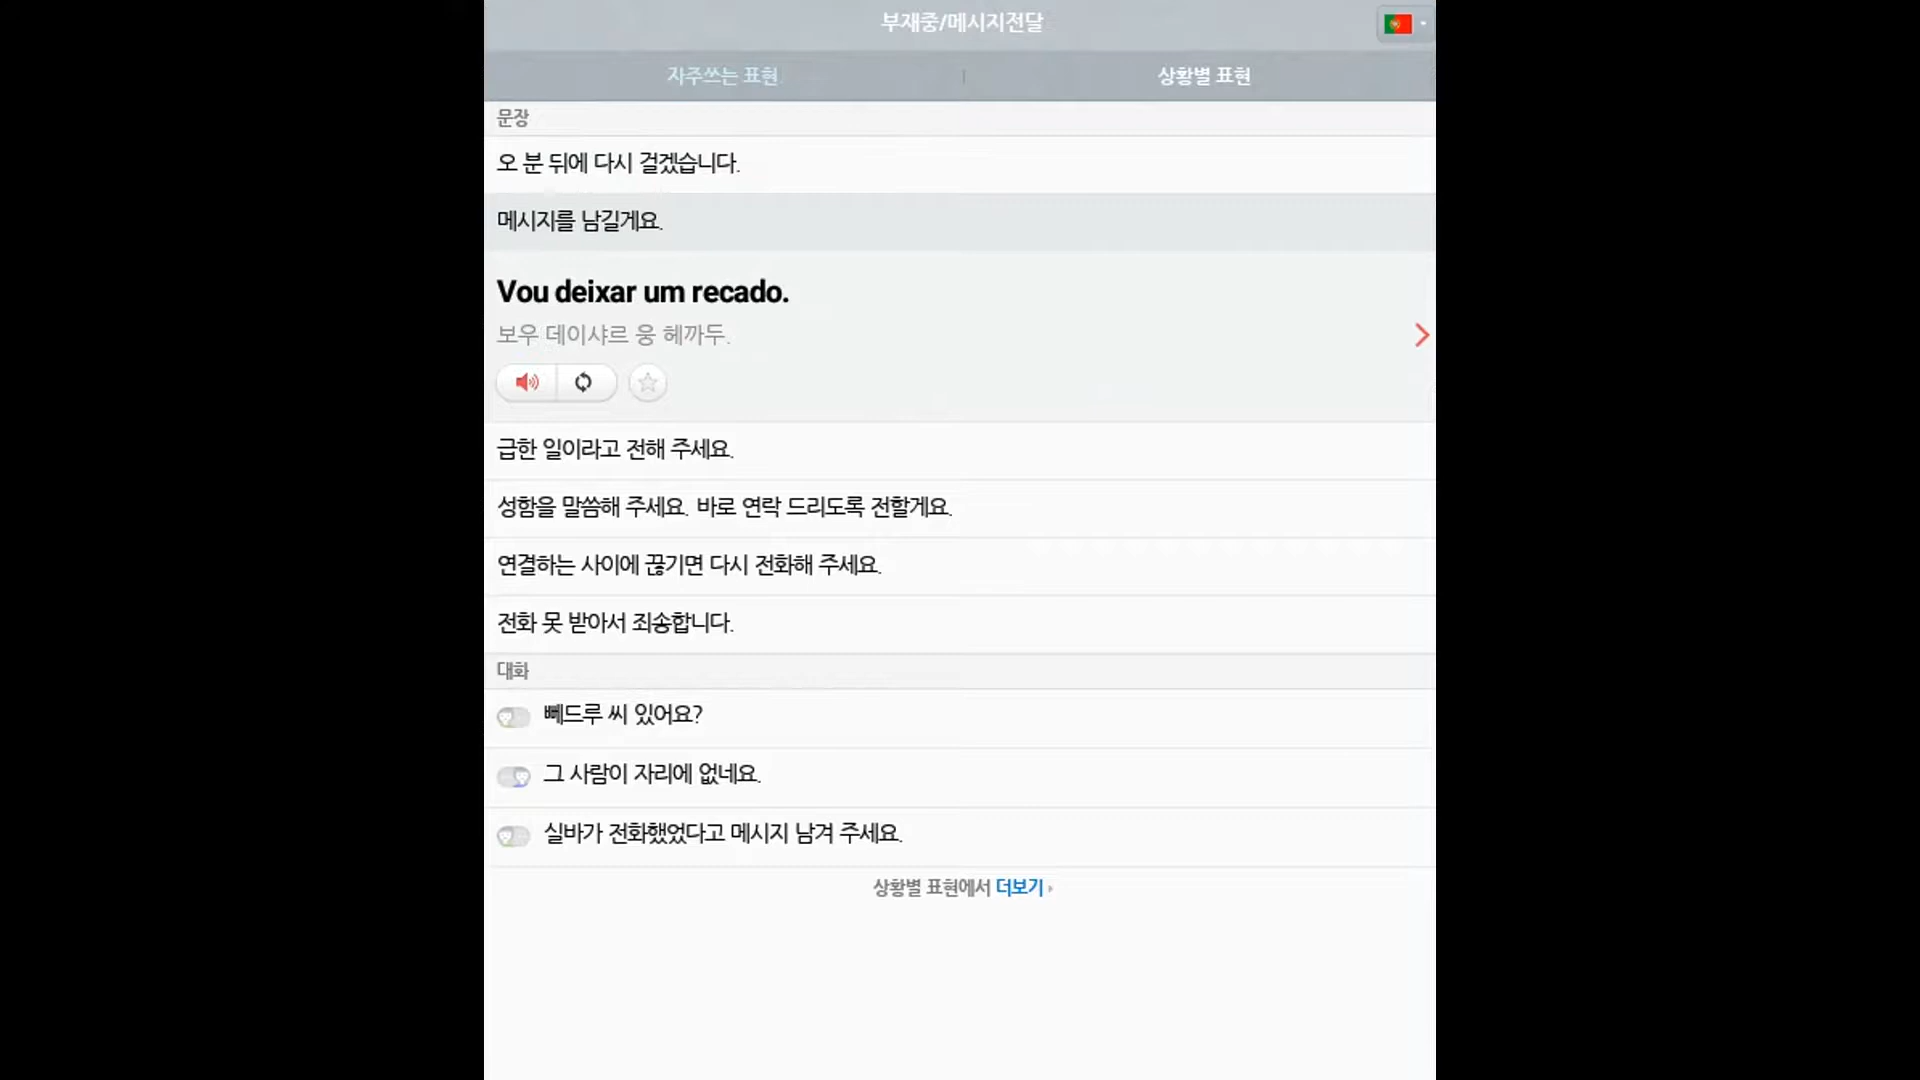 부재중/메시지전달
자주쓰는 표현
상황별 표현
문장
오 분 뒤에 다시 걸겠습니다.
메시지를 남길게요.
Vou deixar um recado.
보우 데이샤르 웅 헤까두.
급한 일이라고 전해 주세요.
성함을 말씀해 주세요. 바로 연락 드리도록 전할게요.
연결하는 사이에 끊기면 다시 전화해 주세요.
전화 못 받아서 죄송합니다.
대화
뻬드루 씨 있어요?
그 사람이 자리에 없네요.
실바가 전화했었다고 메시지 남겨 주세요.
상황별 표현에서 더보기 ›